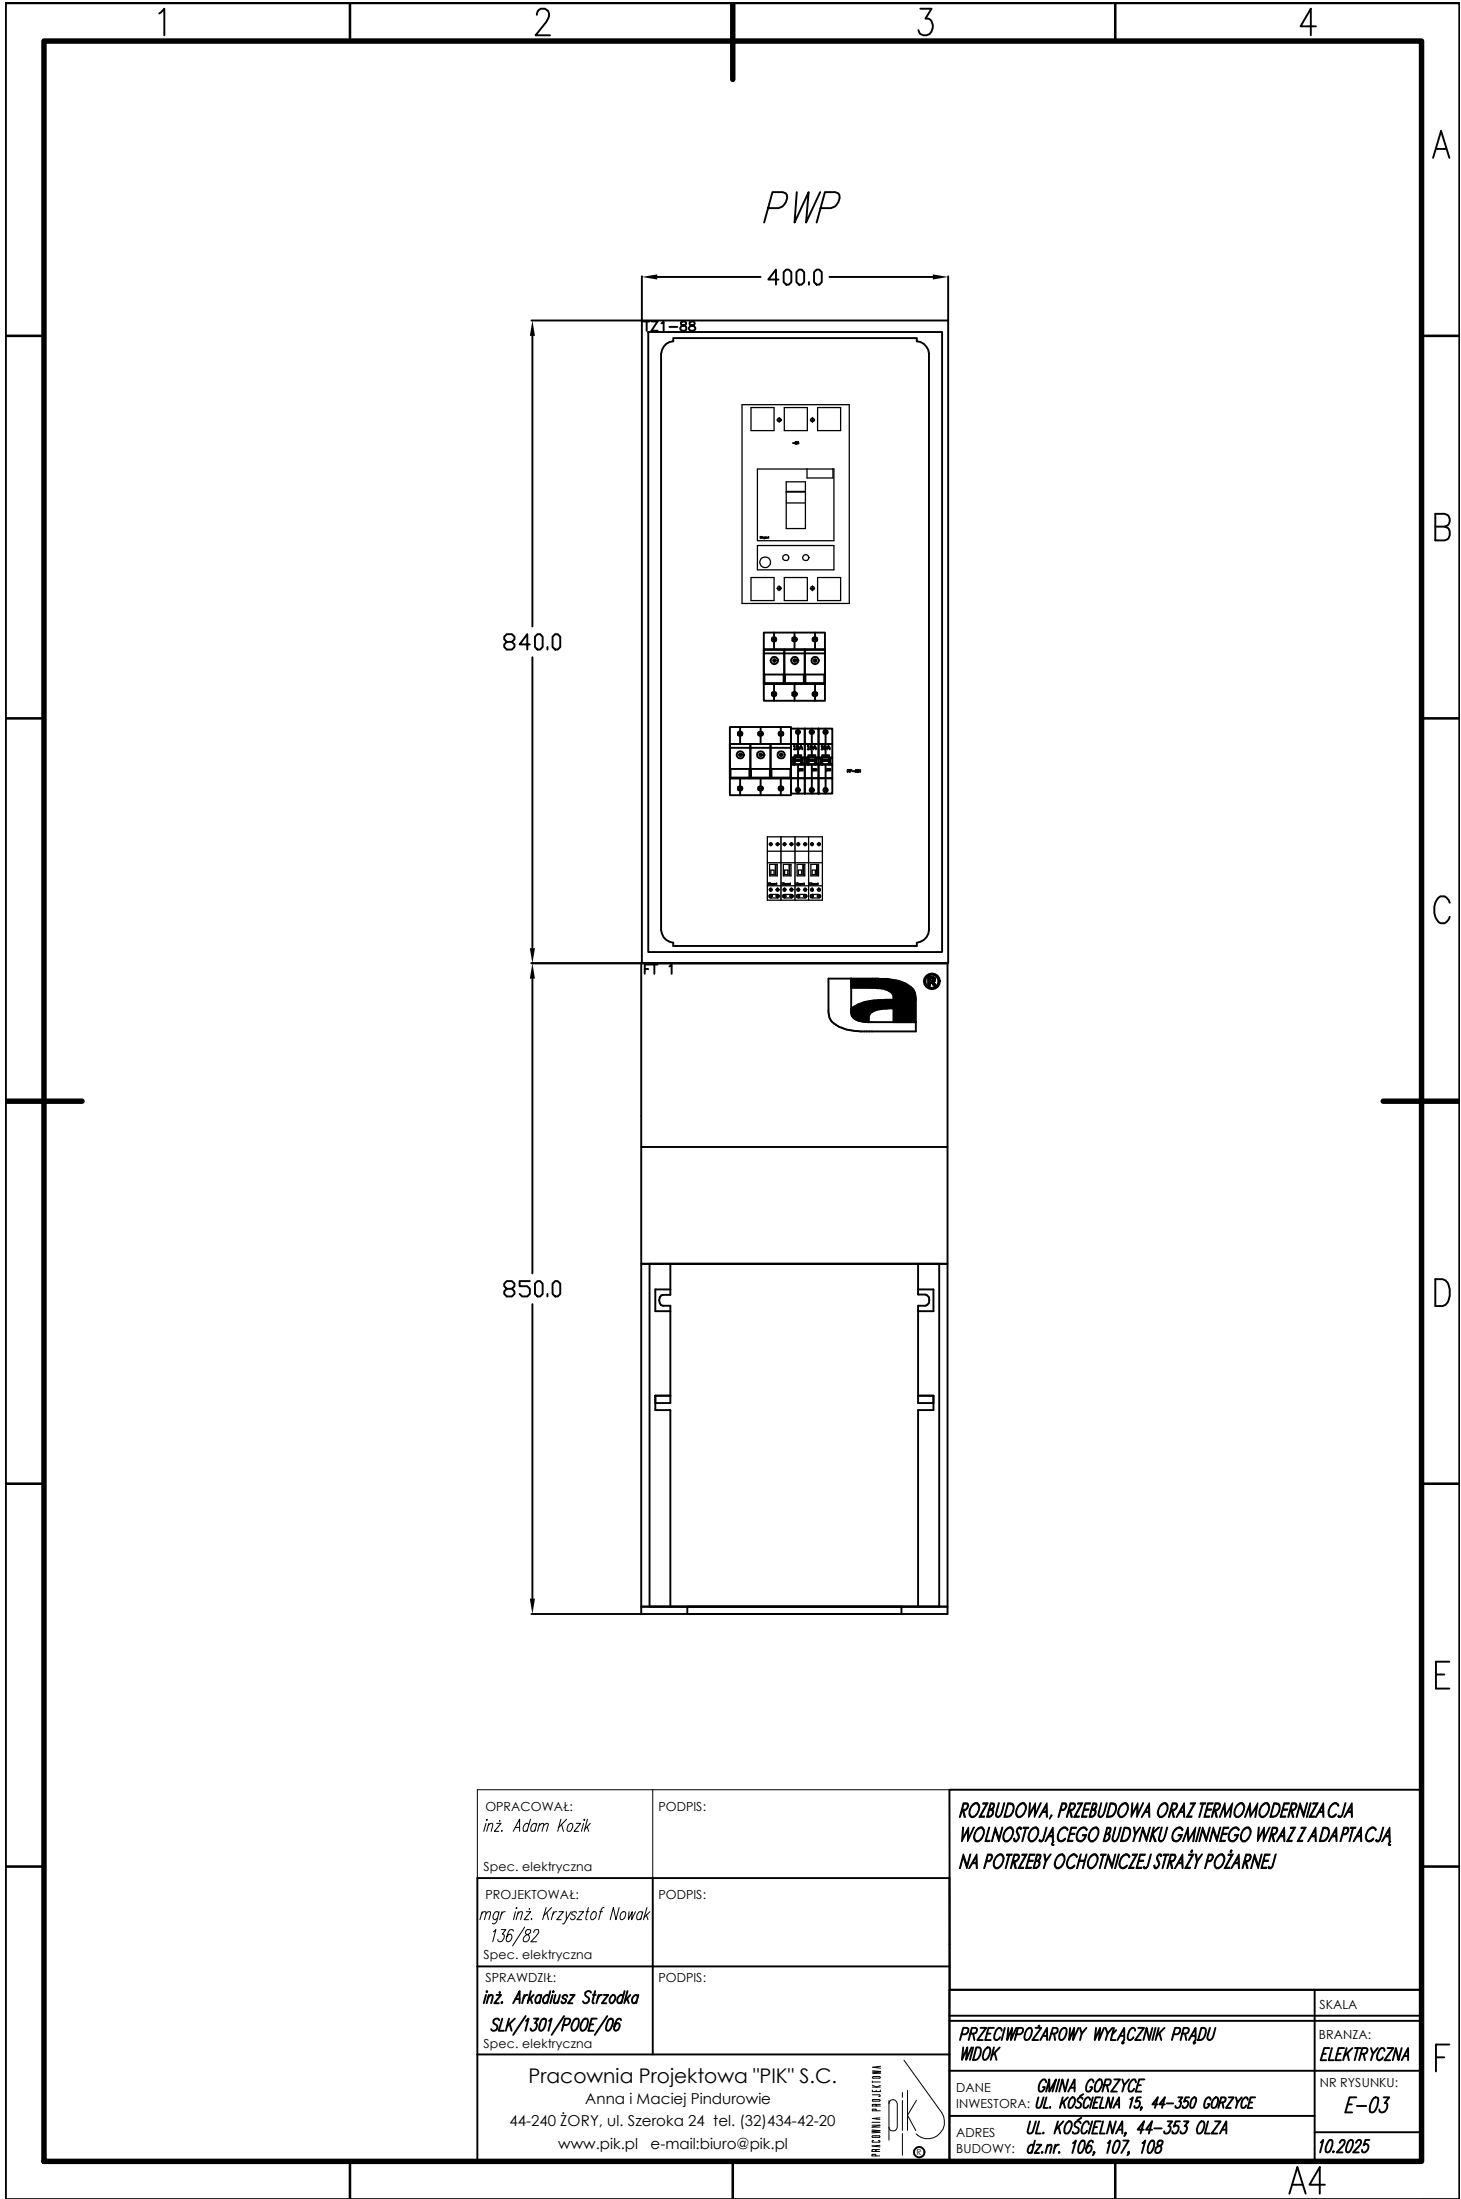 1 2 3 4
A
PWP
400.0
TZ1-88
B
840.0
C
FT 1
®
D
850.0
E
OPRACOWAŁ:
inż. Adam Kozik
Spec. elektryczna
PODPIS:
PROJEKTOWAŁ:
mgr inż. Krzysztof Nowak
136/82
Spec. elektryczna
PODPIS:
SPRAWDZIŁ:
inż. Arkadiusz Strzodka
SLK/1301/POOE/06
Spec. elektryczna
PODPIS:
Pracownia Projektowa "PIK" S.C.
Anna i Maciej Pindurowie
44-240 ŻORY, ul. Szeroka 24 tel. (32)434-42-20
www.pik.pl e-mail:biuro@pik.pl
PRACOWNIA PROJEKTOWA
pik
®
ROZBUDOWA, PRZEBUDOWA ORAZ TERMOMODERNIZACJA
WOLNOSTOJĄCEGO BUDYNKU GMINNEGO WRAZ Z ADAPTACJĄ
NA POTRZEBY OCHOTNICZEJ STRAŻY POŻARNEJ
SKALA
PRZECIWPOŻAROWY WYŁĄCZNIK PRĄDU
WIDOK
BRANŻA:
ELEKTRYCZNA
F
DANE
INWESTORA:
GMINA GORZYCE
UL. KOŚCIELNA 15, 44-350 GORZYCE
NR RYSUNKU:
E-03
ADRES
BUDOWY:
UL. KOŚCIELNA, 44-353 OLZA
dz.nr. 106, 107, 108
10.2025
A4